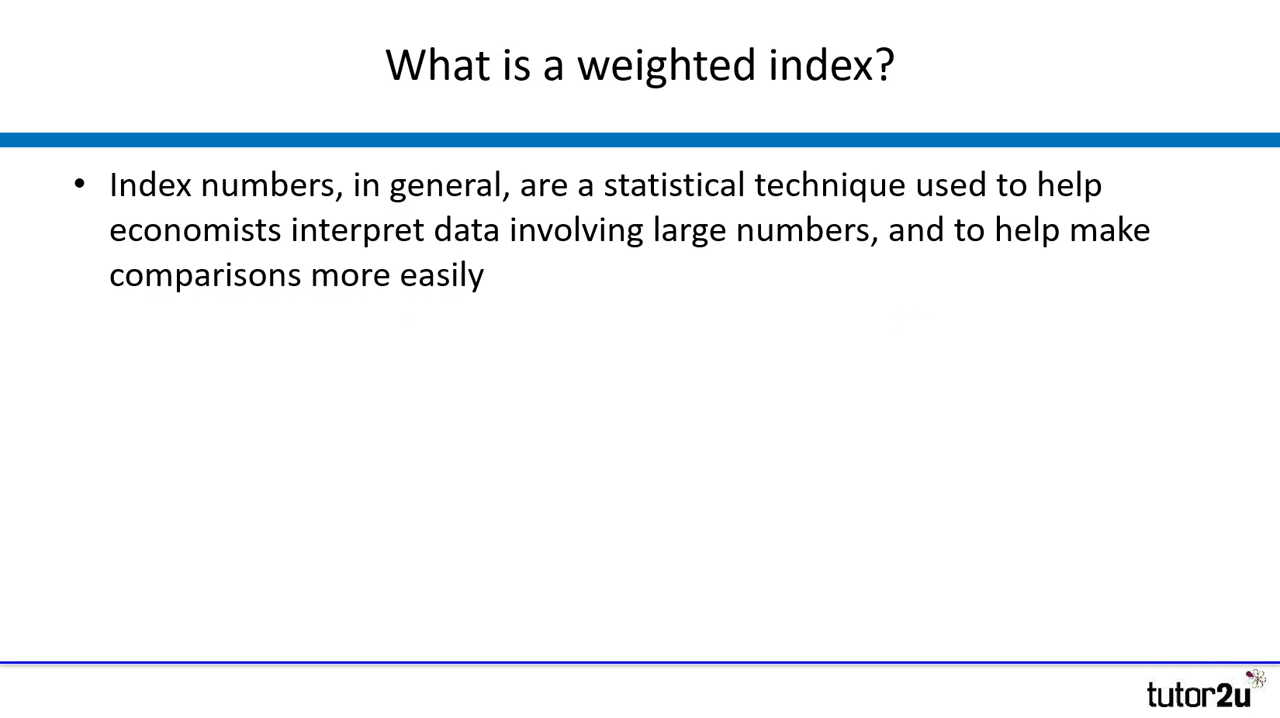 What is a weighted index?
• Index numbers, in general, are a statistical technique used to help
economists interpret data involving large numbers, and to help make
comparisons more easily
tutor2u